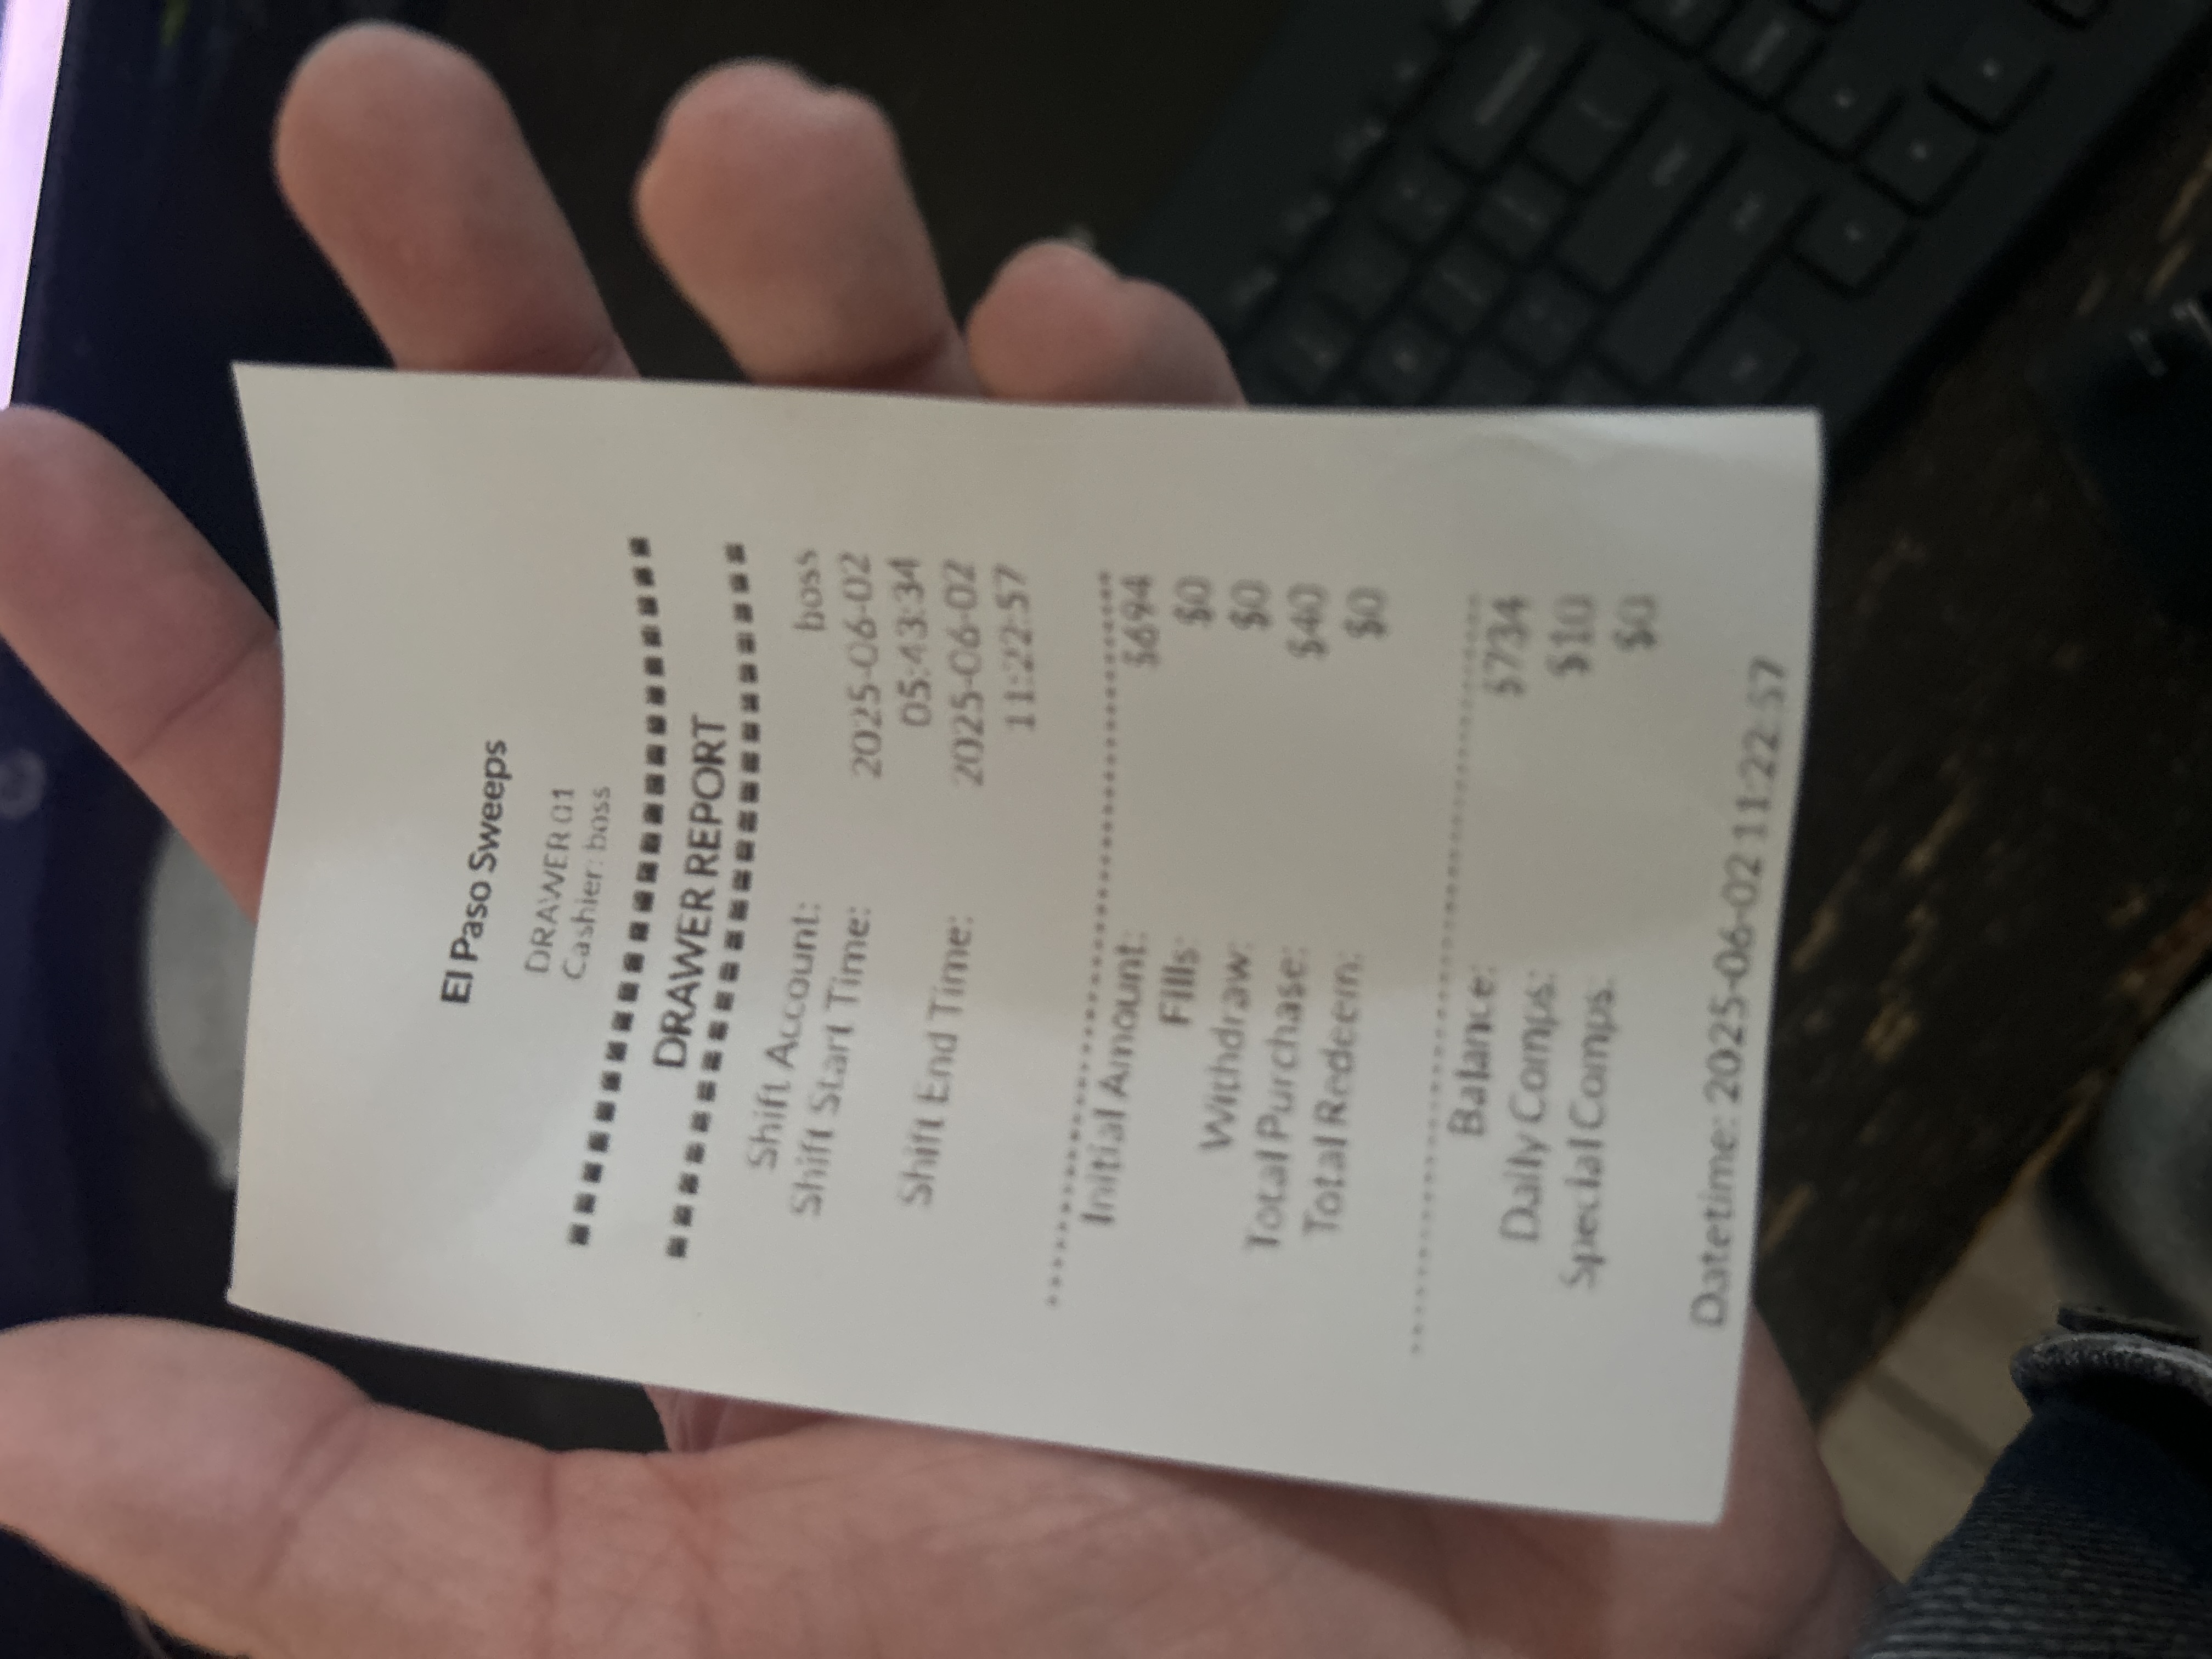 El Paso Sweeps
DRAWER 01
Cashier: boss
DRAWER REPORT
Shift Account: boss
Shift Start Time: 2025-06-02
05:43:34
Shift End Time: 2025-06-02
11:22:57
Initial Amount: $694
Fills: $0
Withdraw: $0
Total Purchase: $40
Total Redeem: $0
Balance: $734
Daily Comps: $10
Special Comps: $0
Datetime: 2025-06-02 11:22:57